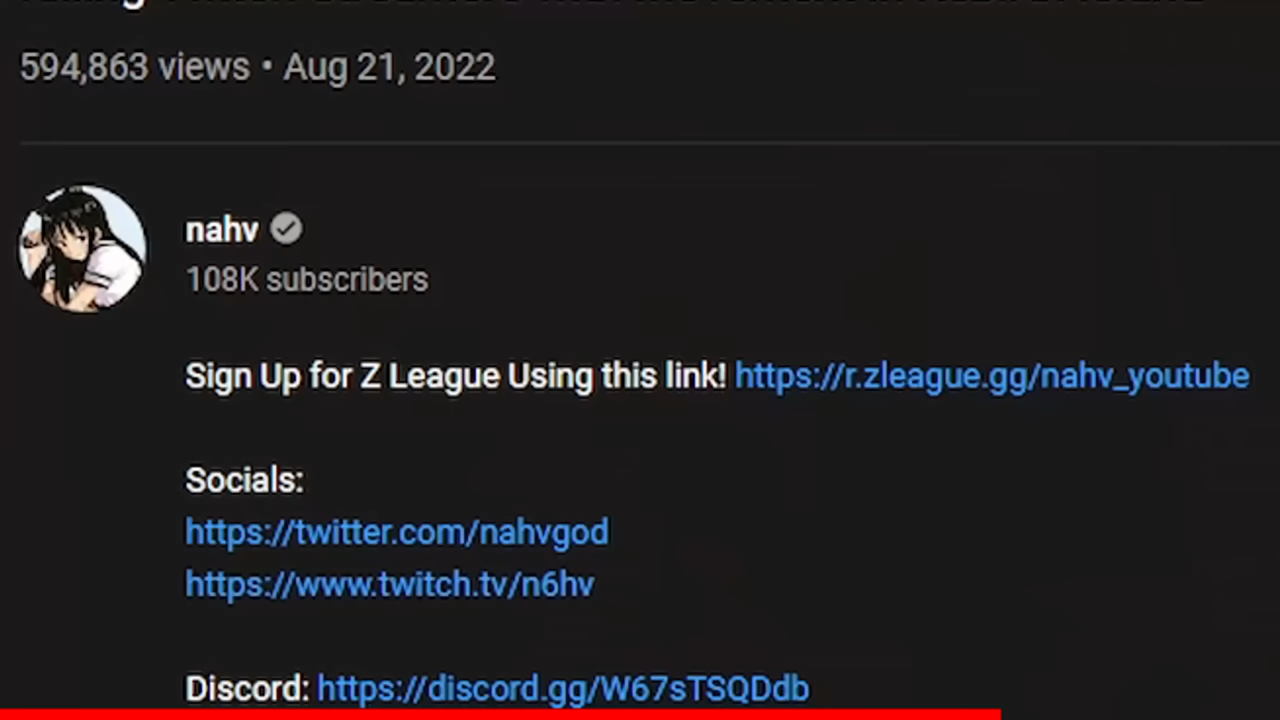 594,863 views • Aug 21, 2022
nahv
108K subscribers
Sign Up for Z League Using this link! https://r.zleague.gg/nahv_youtube
Socials:
https://twitter.com/nahvgod
https://www.twitch.tv/n6hv
Discord: https://discord.gg/W67sTSQDdb